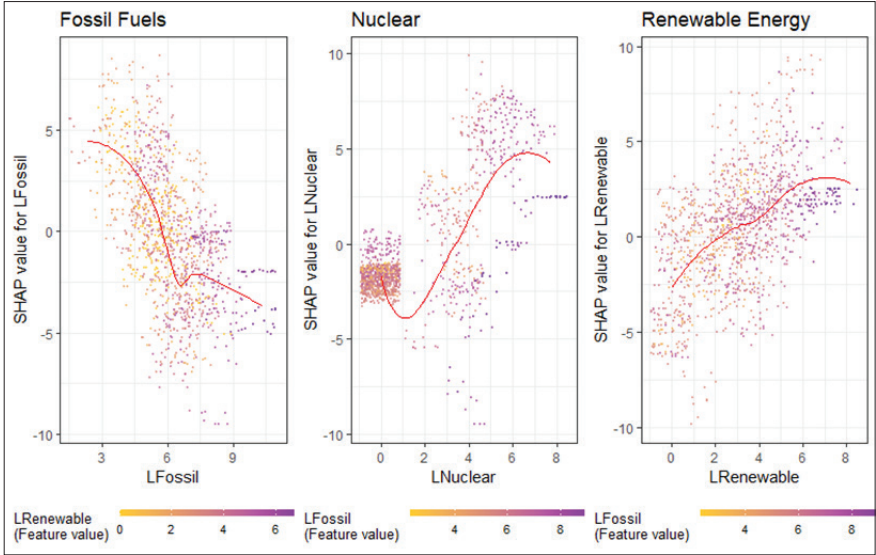 Fossil Fuels
Nuclear
Renewable Energy
SHAP value for LFossil
5
0
-5
-10
3
6
9
LFossil
SHAP value for LNuclear
10
5
0
-5
-10
0
2
4
6
8
LNuclear
SHAP value for LRenewable
10
5
0
-5
-10
0
2
4
6
8
LRenewable
LRenewable
(Feature value)
0
2
4
6
LFossil
(Feature value)
4
6
8
LFossil
(Feature value)
4
6
8